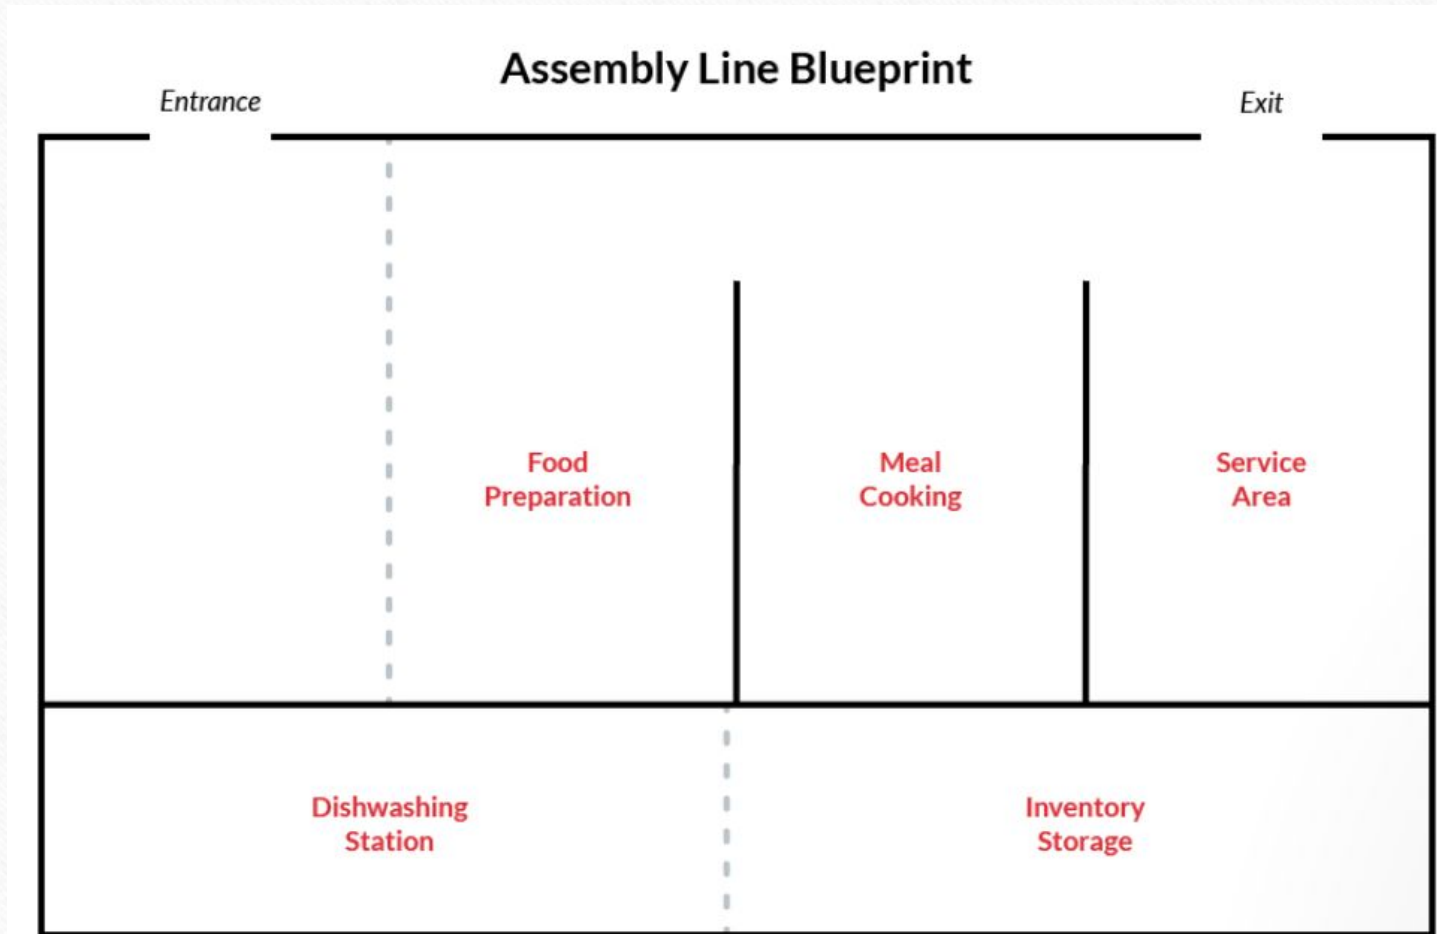 Assembly Line Blueprint
Entrance
Exit
Food
Preparation
Meal
Cooking
Service
Area
Dishwashing
Station
Inventory
Storage